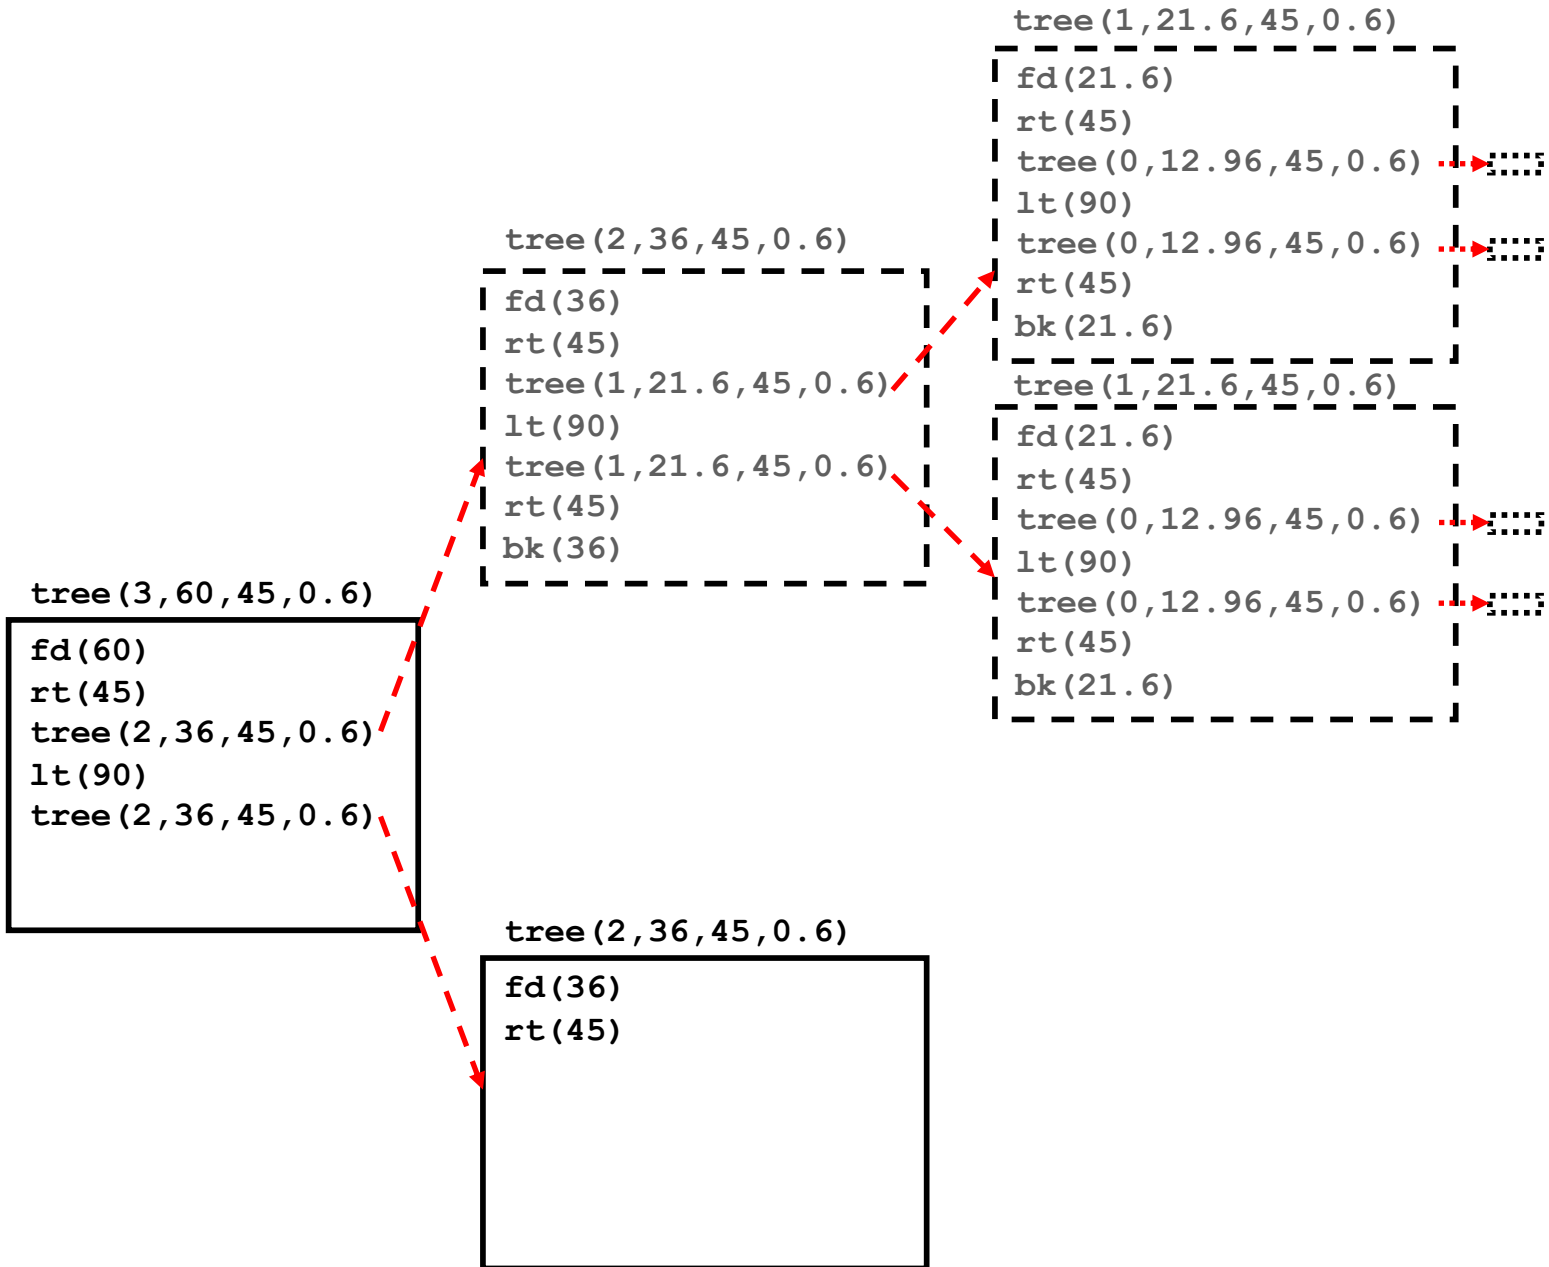 tree(3,60,45,0.6)
fd(60)
rt(45)
tree(2,36,45,0.6)
lt(90)
tree(2,36,45,0.6)
tree(2,36,45,0.6)
fd(36)
rt(45)
tree(1,21.6,45,0.6)
lt(90)
tree(1,21.6,45,0.6)
rt(45)
bk(36)
tree(1,21.6,45,0.6)
fd(21.6)
rt(45)
tree(0,12.96,45,0.6)
lt(90)
tree(0,12.96,45,0.6)
rt(45)
bk(21.6)
tree(1,21.6,45,0.6)
fd(21.6)
rt(45)
tree(0,12.96,45,0.6)
lt(90)
tree(0,12.96,45,0.6)
rt(45)
bk(21.6)
tree(2,36,45,0.6)
fd(36)
rt(45)